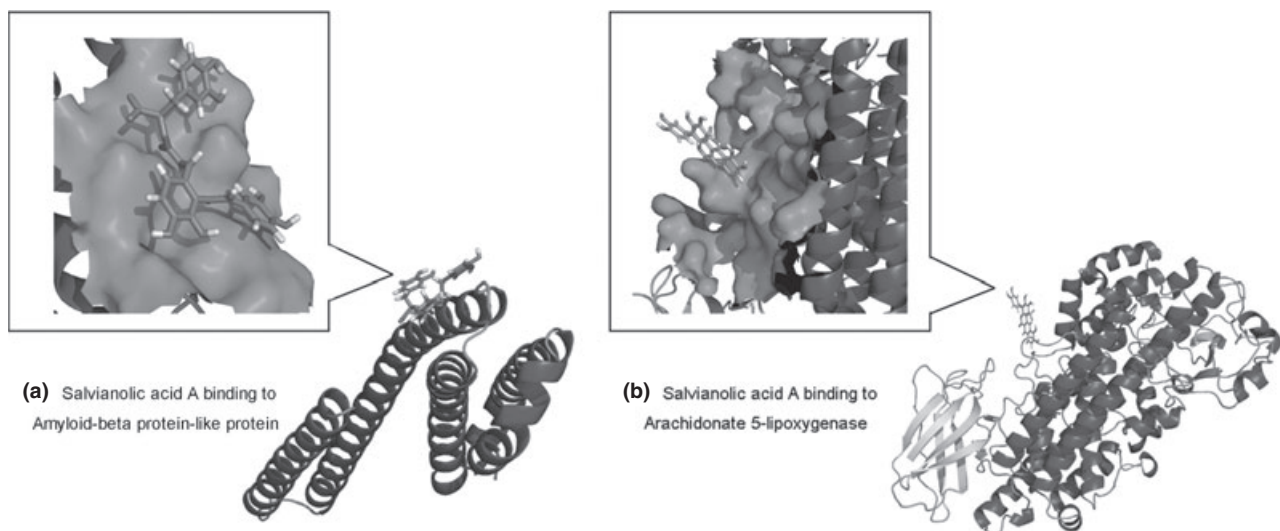 (a) Salvianolic acid A binding to
Amyloid-beta protein-like protein
(b) Salvianolic acid A binding to
Arachidonate 5-lipoxygenase